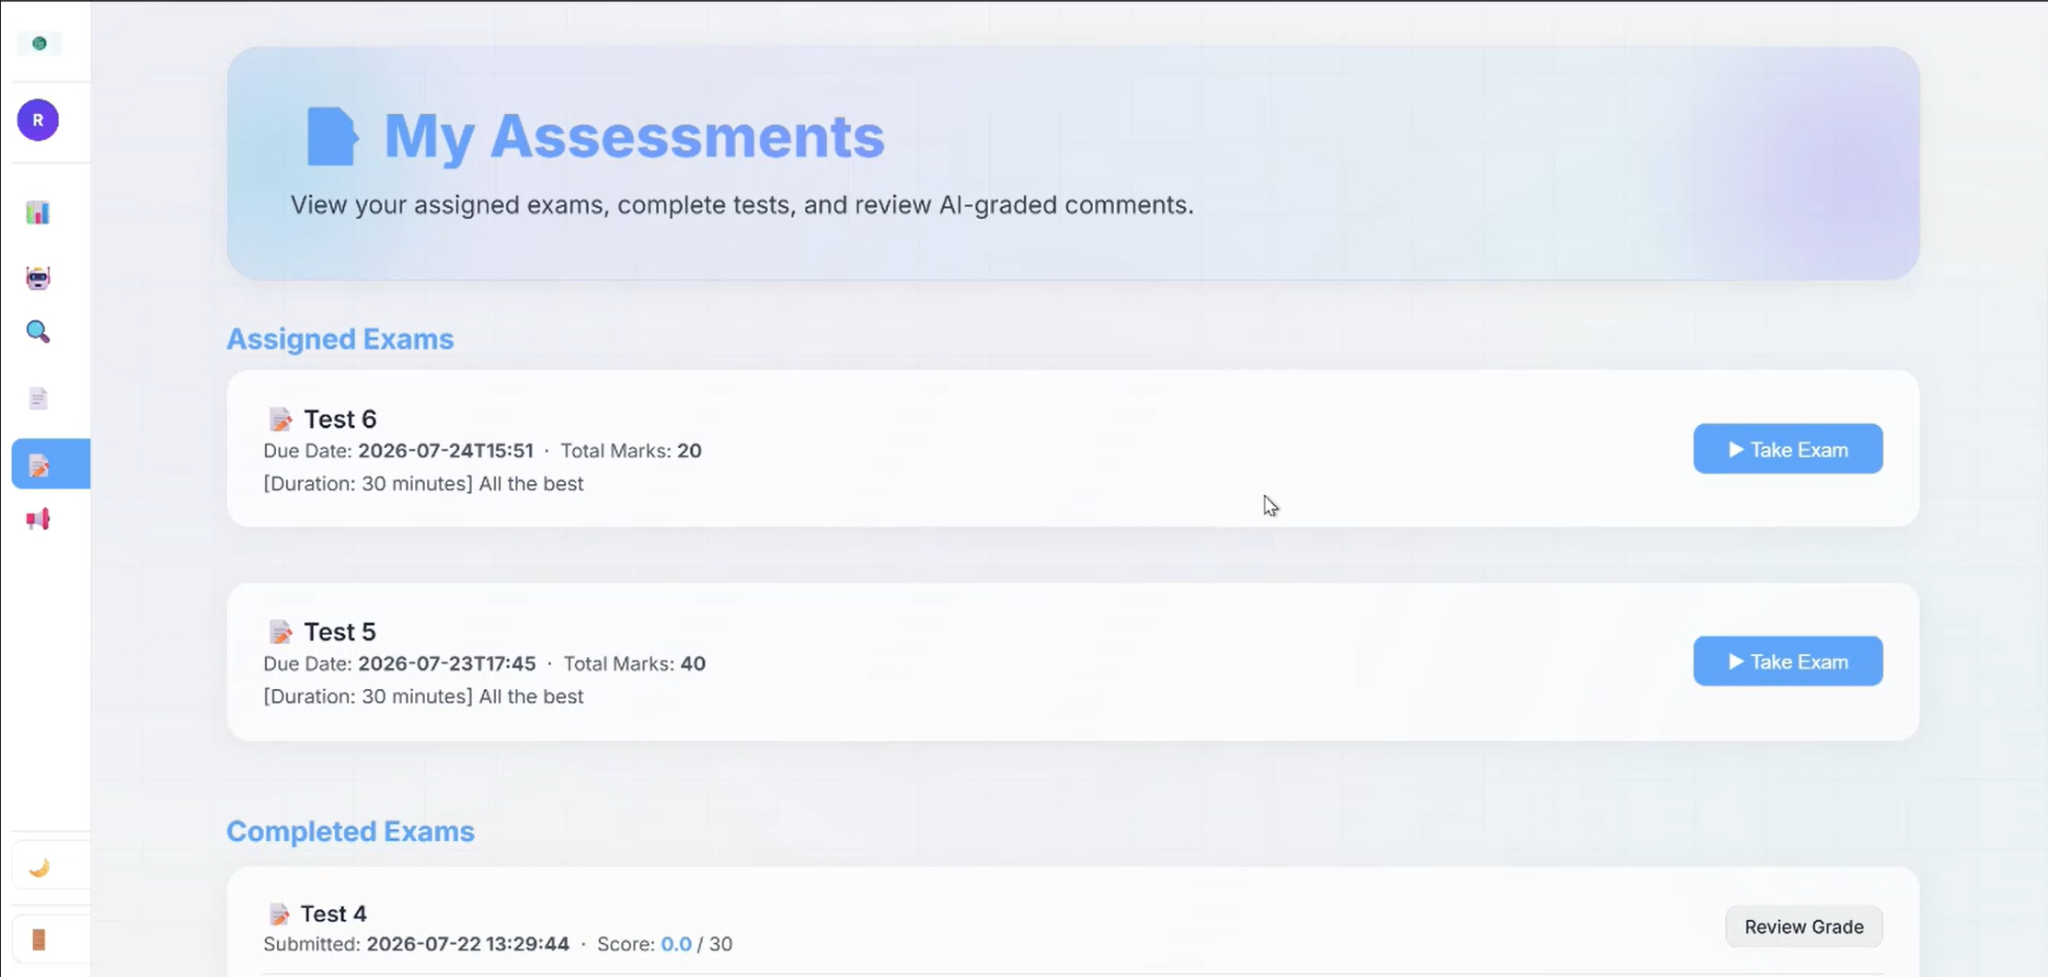 R
My Assessments
View your assigned exams, complete tests, and review AI-graded comments.
Assigned Exams
Test 6
Due Date: 2026-07-24T15:51 · Total Marks: 20
[Duration: 30 minutes] All the best
▶ Take Exam
Test 5
Due Date: 2026-07-23T17:45 · Total Marks: 40
[Duration: 30 minutes] All the best
▶ Take Exam
Completed Exams
Test 4
Submitted: 2026-07-22 13:29:44 · Score: 0.0 / 30
Review Grade